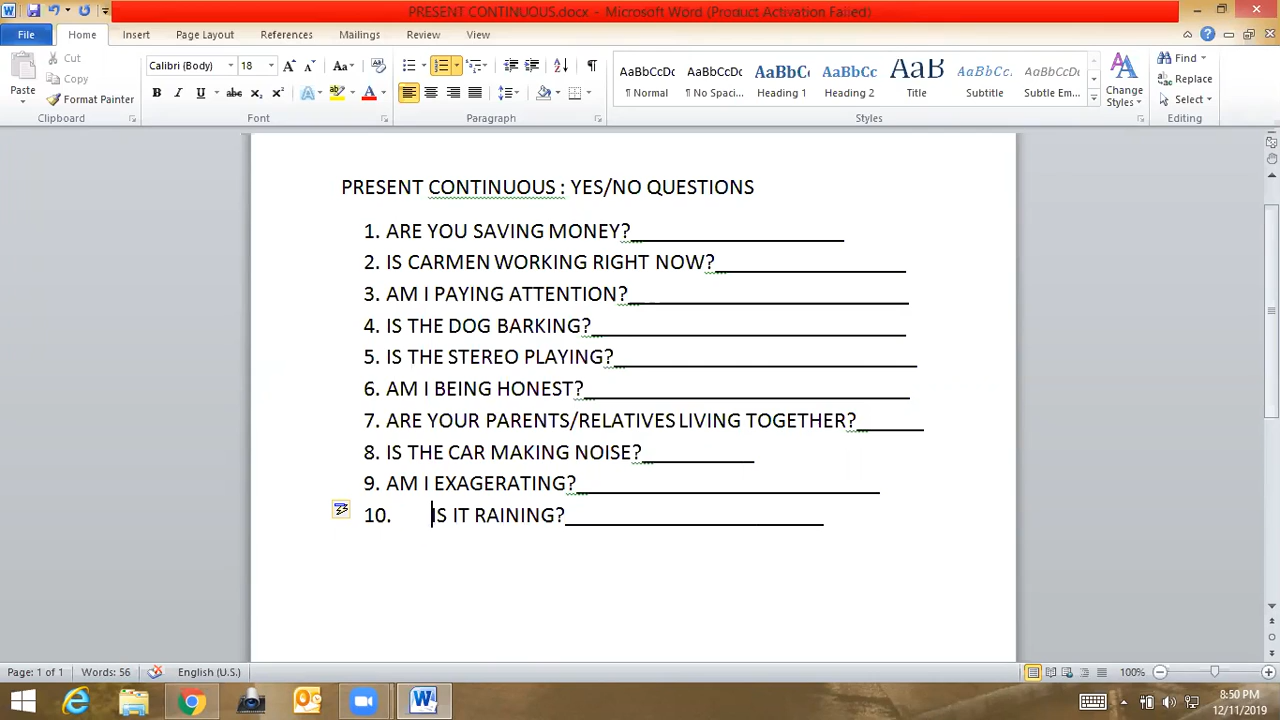 PRESENT CONTINUOUS.docx - Microsoft Word (Product Activation Failed)
File Home Insert Page Layout References Mailings Review View
Cut
Copy
Format Painter
Paste
Clipboard
Calibri (Body) 18
Font
Paragraph
AaBbCcDc AaBbCcDc AaBbCc AaBbCc AaB AaBbCc. AaBbCcDc
¶ Normal ¶ No Spaci... Heading 1 Heading 2 Title Subtitle Subtle Em...
Styles
Change Styles
Find
Replace
Select
Editing
PRESENT CONTINUOUS : YES/NO QUESTIONS
1. ARE YOU SAVING MONEY?
2. IS CARMEN WORKING RIGHT NOW?
3. AM I PAYING ATTENTION?
4. IS THE DOG BARKING?
5. IS THE STEREO PLAYING?
6. AM I BEING HONEST?
7. ARE YOUR PARENTS/RELATIVES LIVING TOGETHER?
8. IS THE CAR MAKING NOISE?
9. AM I EXAGERATING?
10. IS IT RAINING?
Page: 1 of 1 Words: 56 English (U.S.) 100%
8:50 PM
12/11/2019